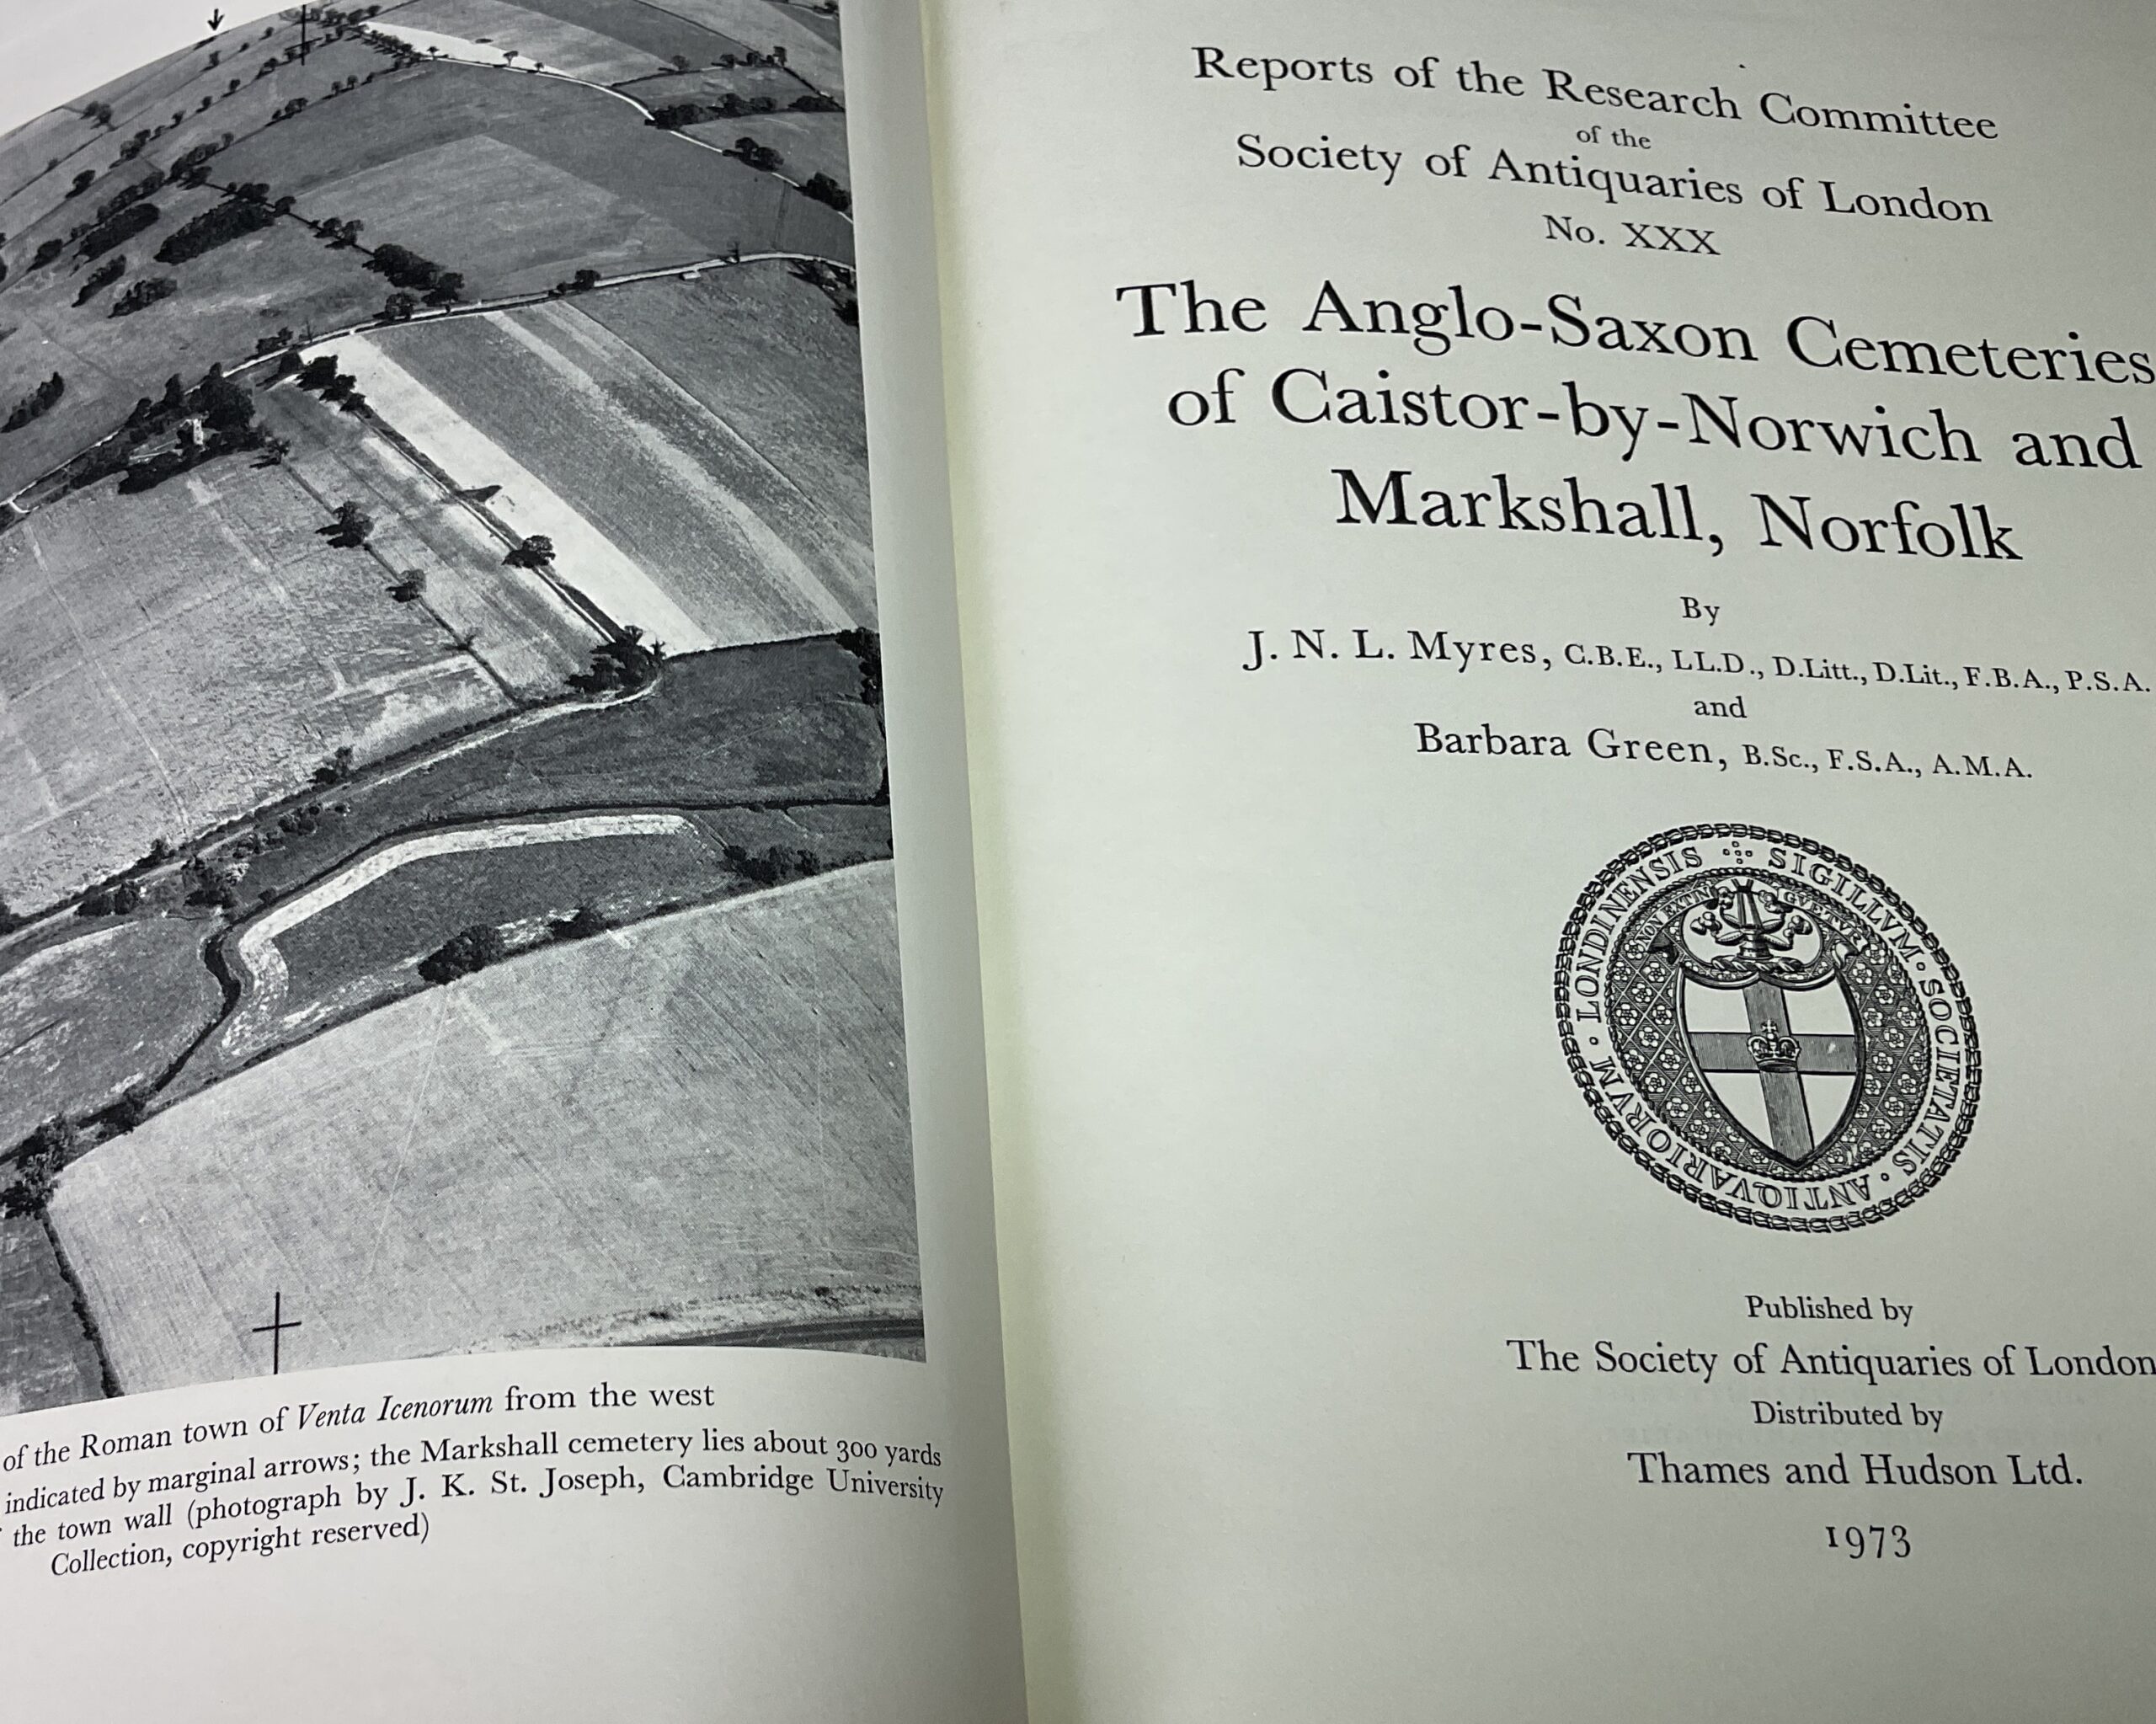 of the Roman town of Venta Icenorum from the west
indicated by marginal arrows; the Markshall cemetery lies about 300 yards
the town wall (photograph by J. K. St. Joseph, Cambridge University
Collection, copyright reserved)
Reports of the Research Committee
of the
Society of Antiquaries of London
No. XXX
The Anglo-Saxon Cemeteries
of Caistor-by-Norwich and
Markshall, Norfolk
By
J. N. L. Myres, C.B.E., LL.D., D.Litt., D.Lit., F.B.A., P.S.A.
and
Barbara Green, B.Sc., F.S.A., A.M.A.
SIGILLVM · SOCIETATIS · ANTIQVARIORVM · LONDINENSIS
NON EXTINGVETVR
Published by
The Society of Antiquaries of London
Distributed by
Thames and Hudson Ltd.
1973